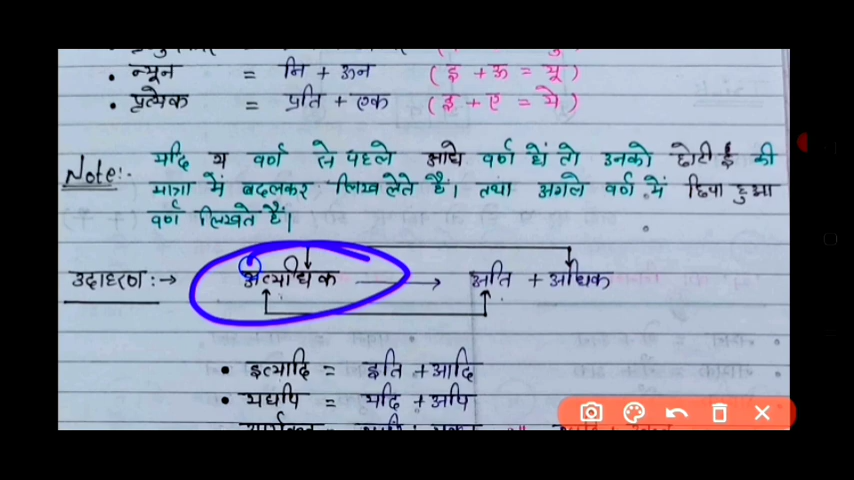 • न्यून = नि + ऊन ( इ + ऊ = यू )
• प्रत्येक = प्रति + एक ( इ + ए = ये )
Note:- यदि य वर्ण से पहले आधे वर्ण हों तो उनको छोटी इ की
मात्रा में बदलकर लिख लेते हैं। तथा अगले वर्ण में छिपा हुआ
वर्ण लिखते हैं।
उदाहरण :→ अत्याधिक → अति + अधिक
• इत्यादि = इति + आदि
• यद्यपि = यदि + अपि